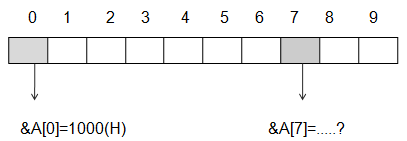 0 1 2 3 4 5 6 7 8 9
&A[0]=1000(H) &A[7]=.....?